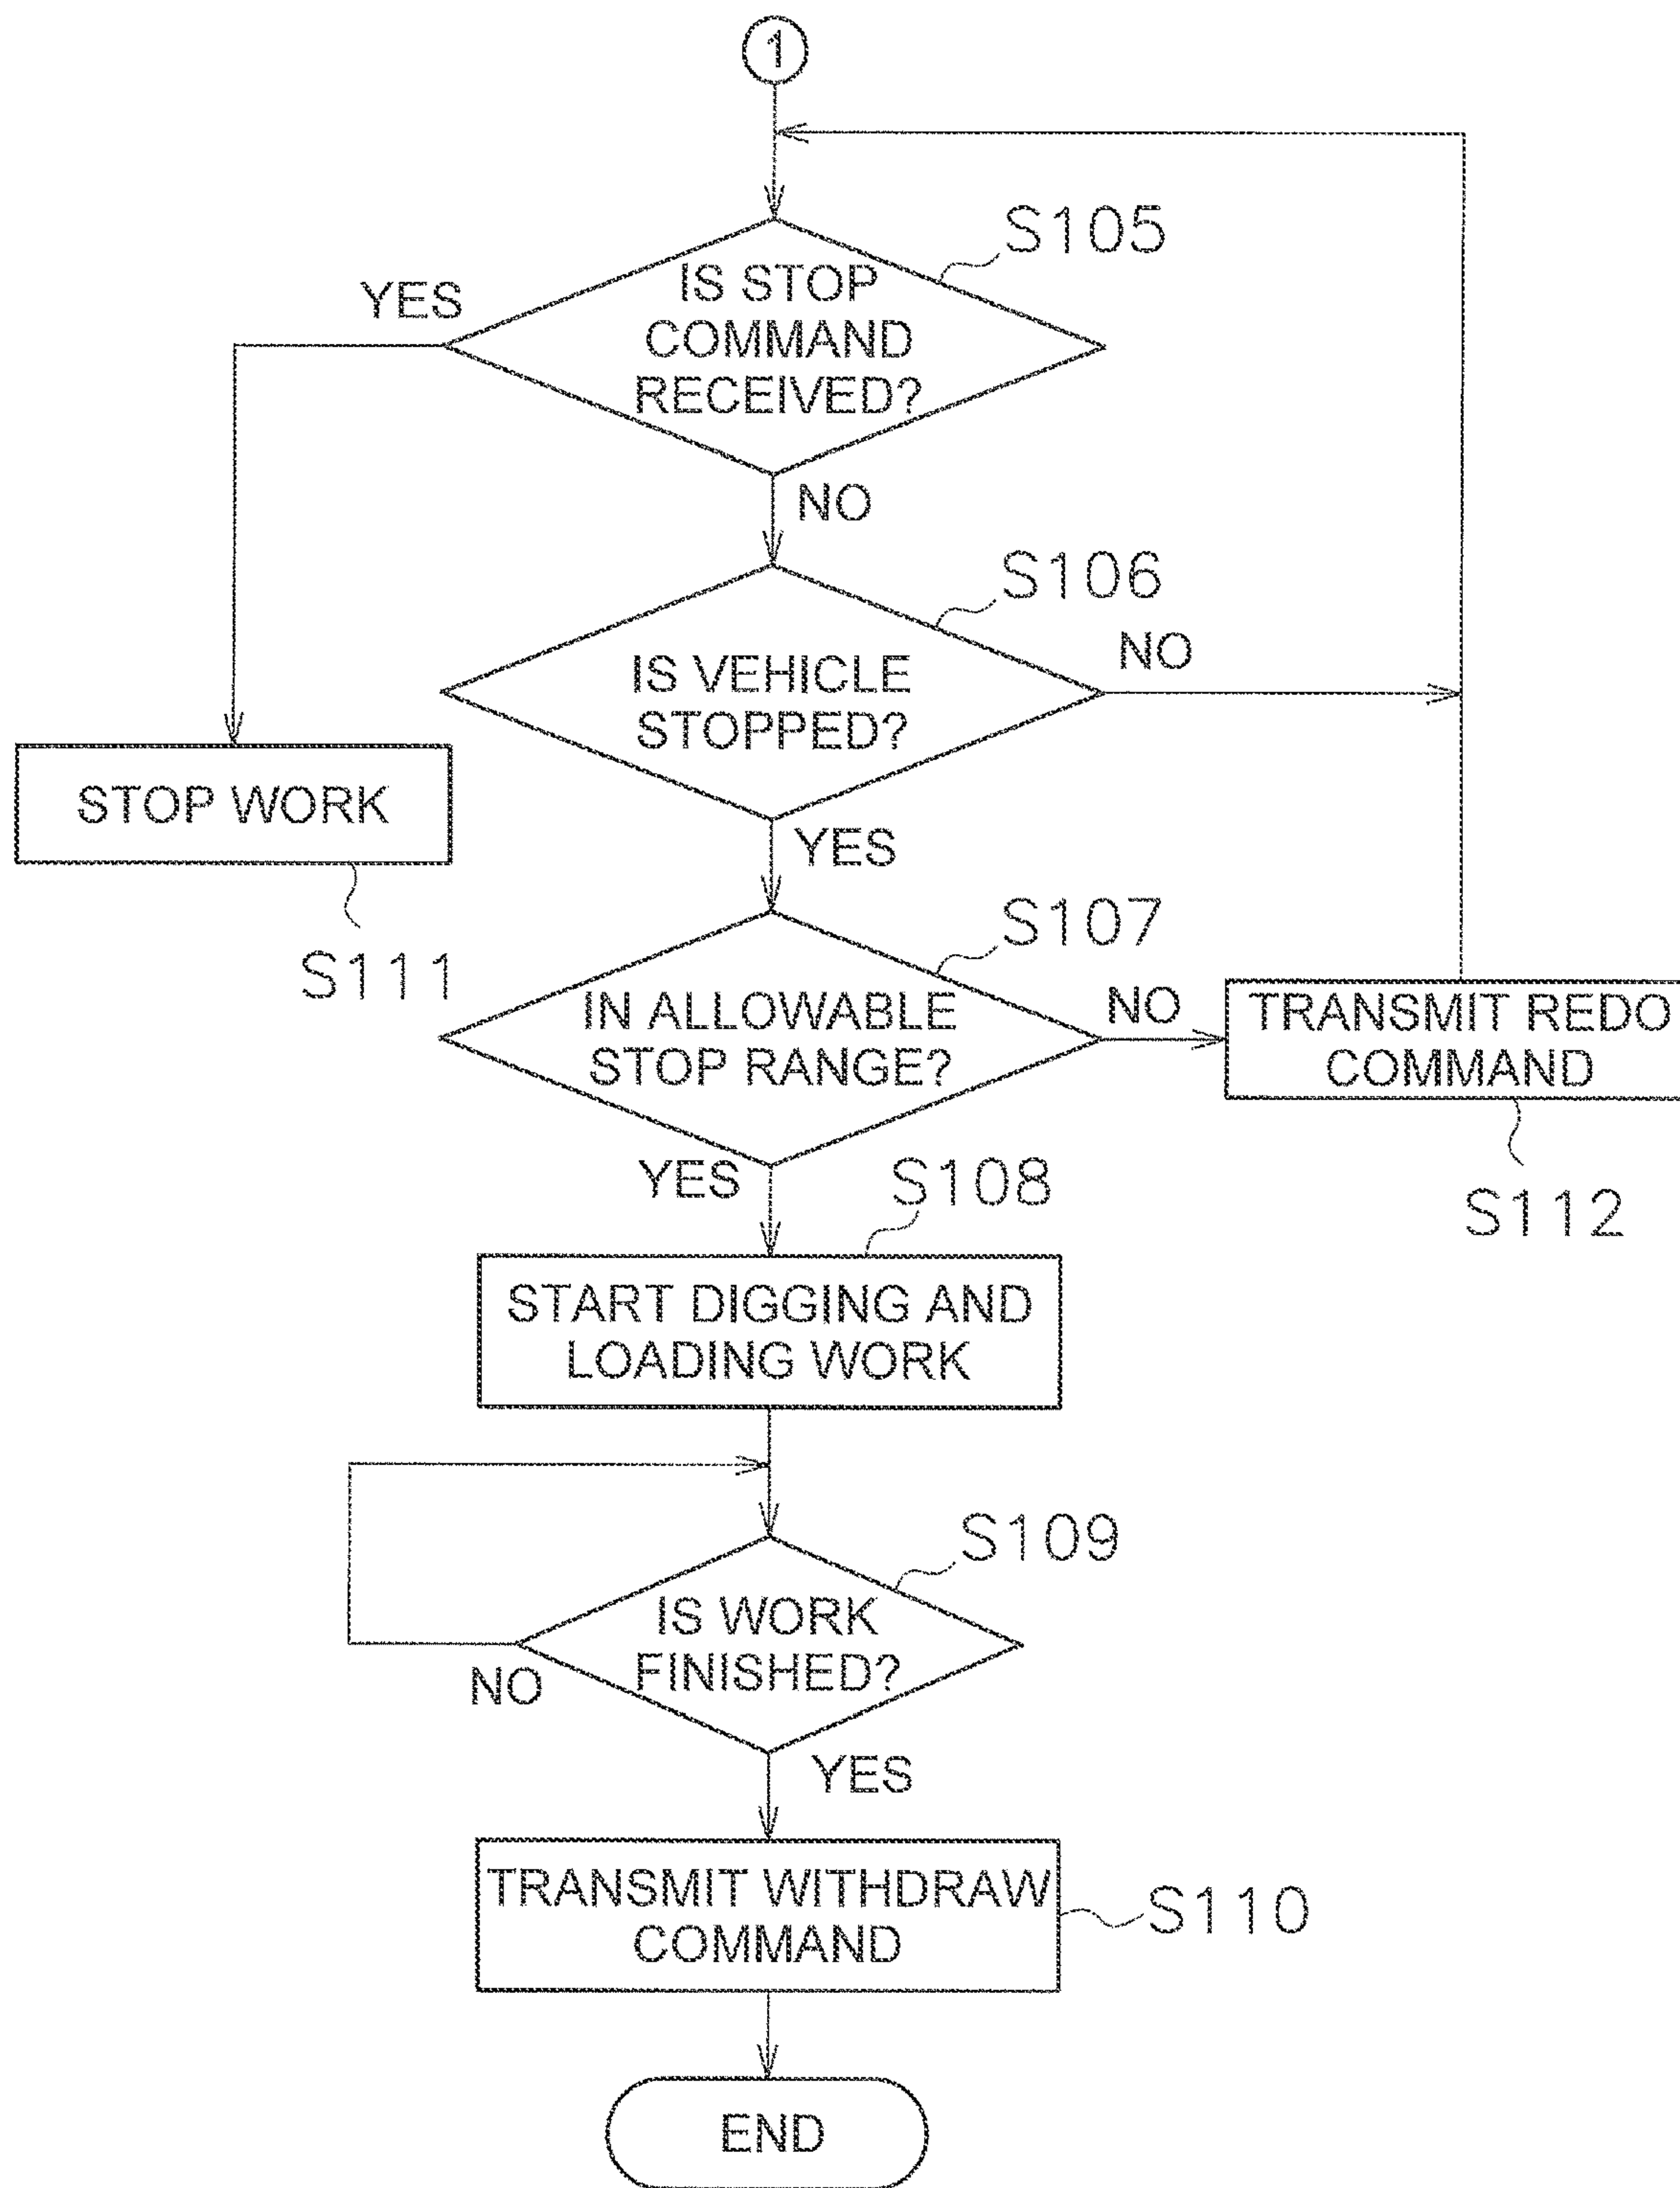 1
S105
YES
IS STOP
COMMAND
RECEIVED?
NO
S106
NO
IS VEHICLE
STOPPED?
STOP WORK
YES
S107
S111
IN ALLOWABLE
STOP RANGE?
NO
TRANSMIT REDO
COMMAND
YES
S108
S112
START DIGGING AND
LOADING WORK
S109
IS WORK
FINISHED?
NO
YES
TRANSMIT WITHDRAW
COMMAND
S110
END